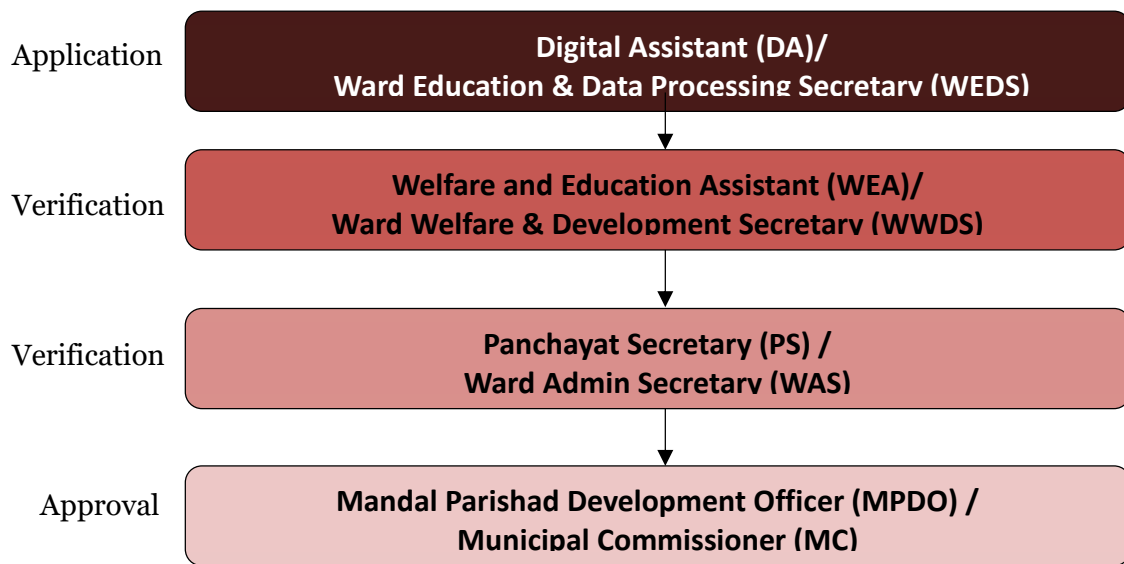 Application
Digital Assistant (DA)/
Ward Education & Data Processing Secretary (WEDS)
Verification
Welfare and Education Assistant (WEA)/
Ward Welfare & Development Secretary (WWDS)
Verification
Panchayat Secretary (PS) /
Ward Admin Secretary (WAS)
Approval
Mandal Parishad Development Officer (MPDO) /
Municipal Commissioner (MC)